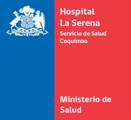 Hospital
La Serena
Servicio de Salud
Coquimbo
Ministerio de
Salud